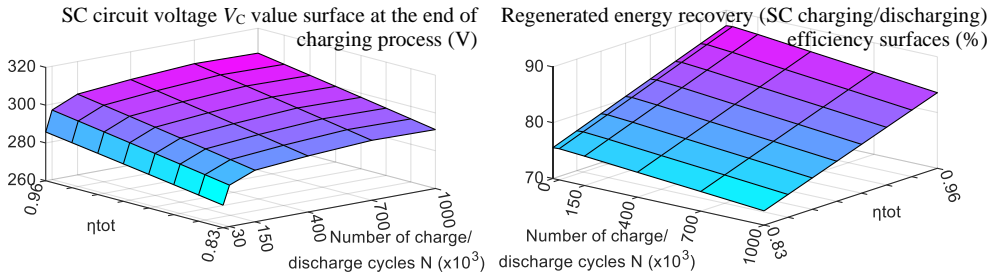 SC circuit voltage VC value surface at the end of
charging process (V)
320
300
280
260
0.96
ηtot
0.83
30
150
400
700
1000
Number of charge/
discharge cycles N (x10³)
Regenerated energy recovery (SC charging/discharging)
efficiency surfaces (%)
90
80
70
0
150
400
700
1000
Number of charge/
discharge cycles N (x10³)
0.83
ηtot
0.96